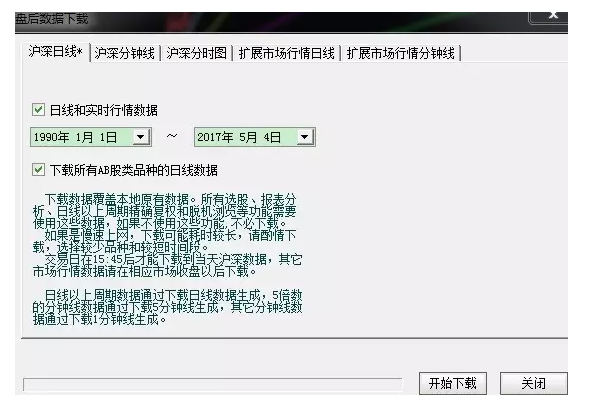 盘后数据下载
沪深日线* 沪深分钟线 沪深分时图 扩展市场行情日线 扩展市场行情分钟线
日线和实时行情数据
1990年 1月 1日 ~ 2017年 5月 4日
下载所有AB股类品种的日线数据
下载数据覆盖本地原有数据。所有选股、报表分
析、日线以上周期精确复权和脱机浏览等功能需要
使用这些数据，如果不使用这些功能，不必下载。
如果是慢速上网，下载可能耗时较长，请酌情下
载，选择较少品种和较短时间段。
交易日在15:45后才能下载到当天沪深数据，其它
市场行情数据请在相应市场收盘以后下载。
日线以上周期数据通过下载日线数据生成，5倍数
的分钟线数据通过下载5分钟线生成，其它分钟线数
据通过下载1分钟线生成。
开始下载 关闭